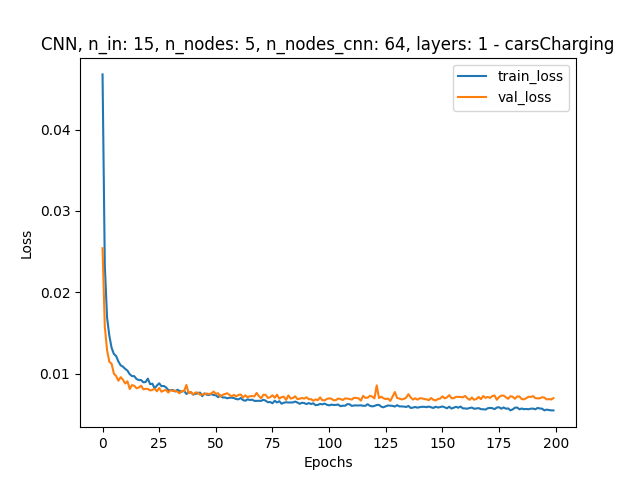 CNN, n_in: 15, n_nodes: 5, n_nodes_cnn: 64, layers: 1 - carsCharging
train_loss
val_loss
0.04
0.03
0.02
0.01
Loss
0 25 50 75 100 125 150 175 200
Epochs